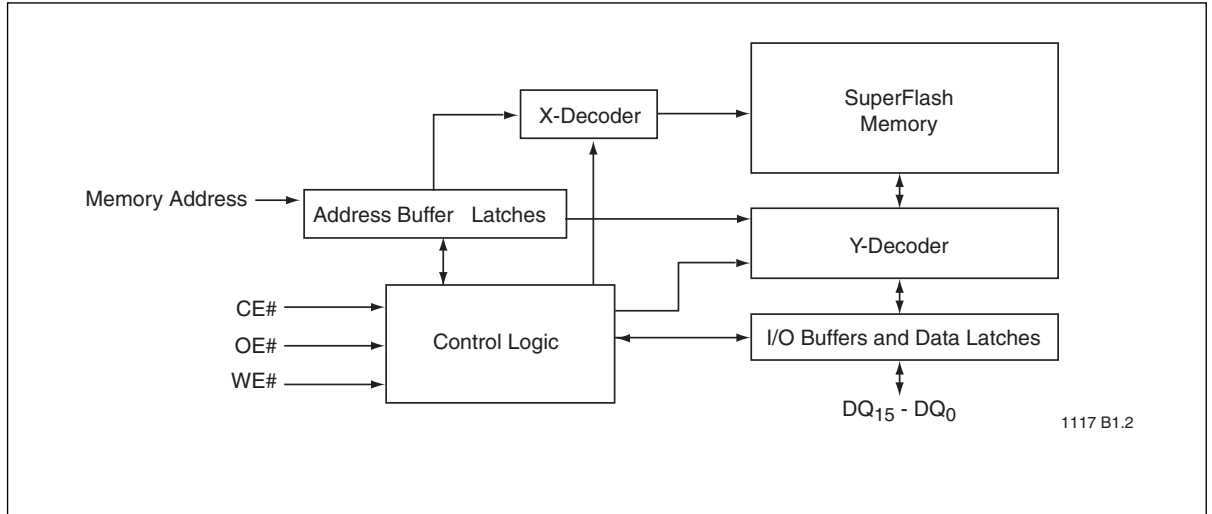 SuperFlash
Memory
X-Decoder
Memory Address
Address Buffer Latches
Y-Decoder
CE#
OE#
WE#
Control Logic
I/O Buffers and Data Latches
DQ15 - DQ0
1117 B1.2